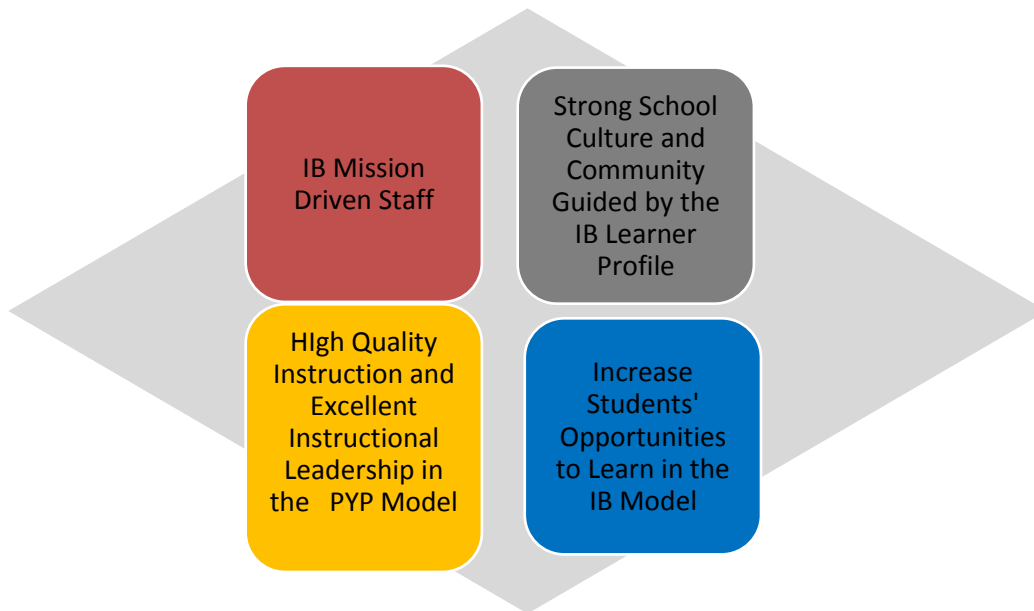 IB Mission
Driven Staff
Strong School
Culture and
Community
Guided by the
IB Learner
Profile
HIgh Quality
Instruction and
Excellent
Instructional
Leadership in
the   PYP Model
Increase
Students'
Opportunities
to Learn in the
IB Model